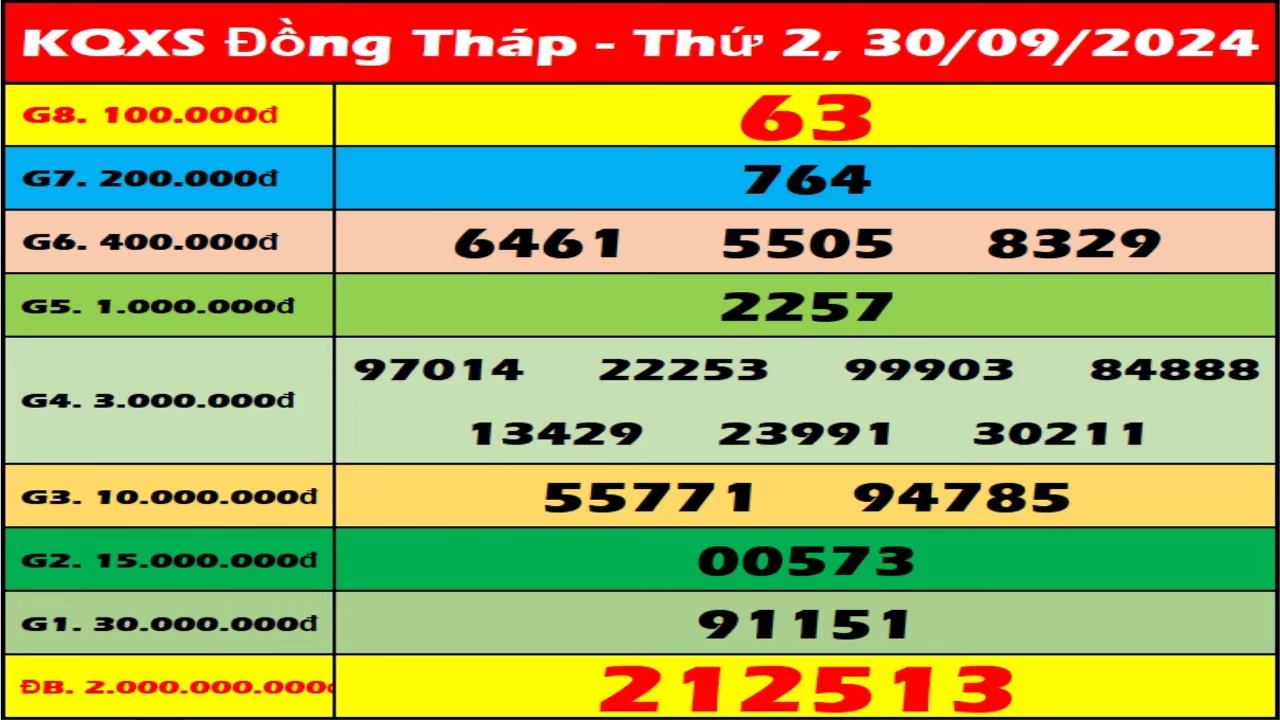 KQXS Đồng Tháp - Thứ 2, 30/09/2024
G8. 100.000đ 63
G7. 200.000đ 764
G6. 400.000đ 6461 5505 8329
G5. 1.000.000đ 2257
97014 22253 99903 84888
G4. 3.000.000đ
13429 23991 30211
G3. 10.000.000đ 55771 94785
G2. 15.000.000đ 00573
G1. 30.000.000đ 91151
ĐB. 2.000.000.000đ 212513